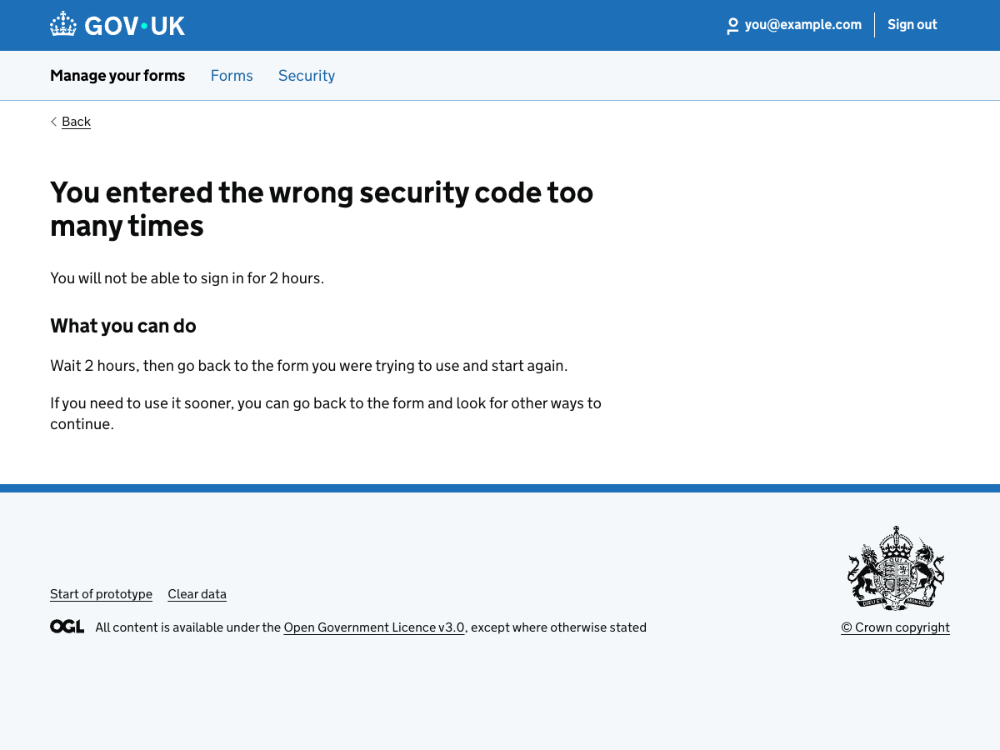 GOV.UK
you@example.com
Sign out
Manage your forms
Forms
Security
Back
You entered the wrong security code too
many times
You will not be able to sign in for 2 hours.
What you can do
Wait 2 hours, then go back to the form you were trying to use and start again.
If you need to use it sooner, you can go back to the form and look for other ways to
continue.
Start of prototype
Clear data
OGL All content is available under the Open Government Licence v3.0, except where otherwise stated
© Crown copyright